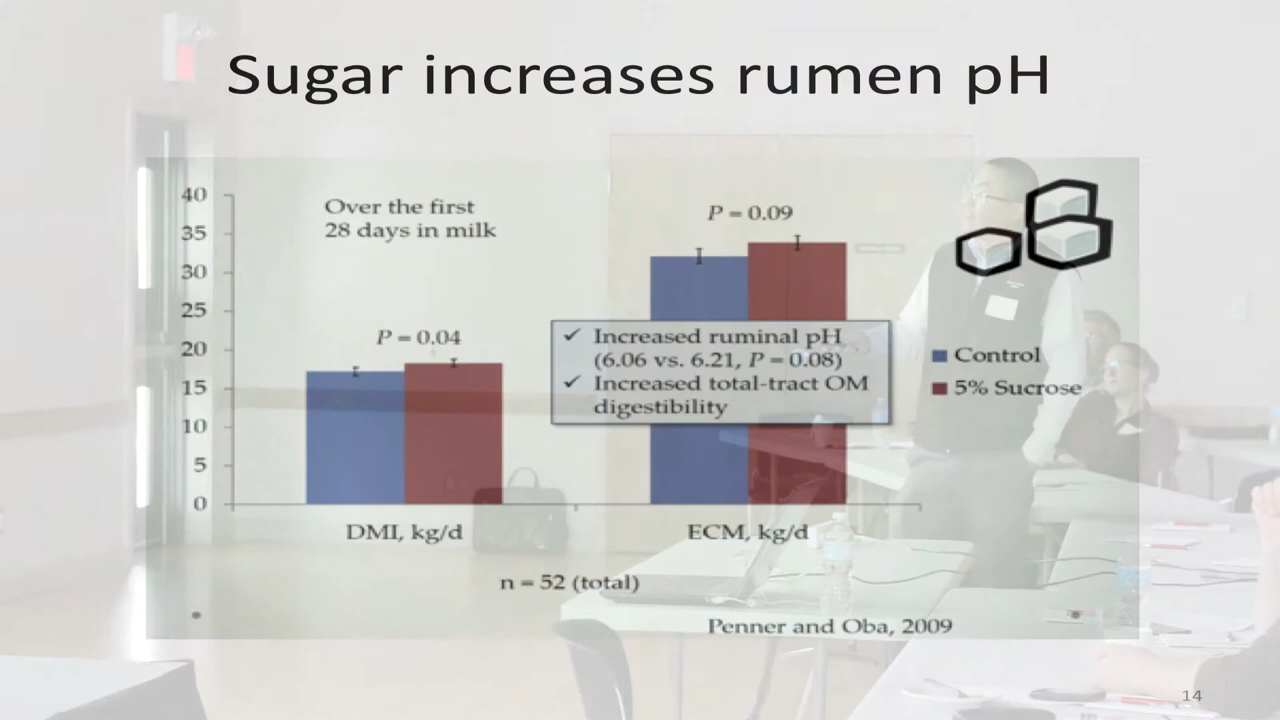 Sugar increases rumen pH
40
35
30
25
20
15
10
5
0
Over the first
28 days in milk
P = 0.04
P = 0.09
✓ Increased ruminal pH
(6.06 vs. 6.21, P = 0.08)
✓ Increased total-tract OM
digestibility
Control
5% Sucrose
DMI, kg/d
ECM, kg/d
n = 52 (total)
Penner and Oba, 2009
14